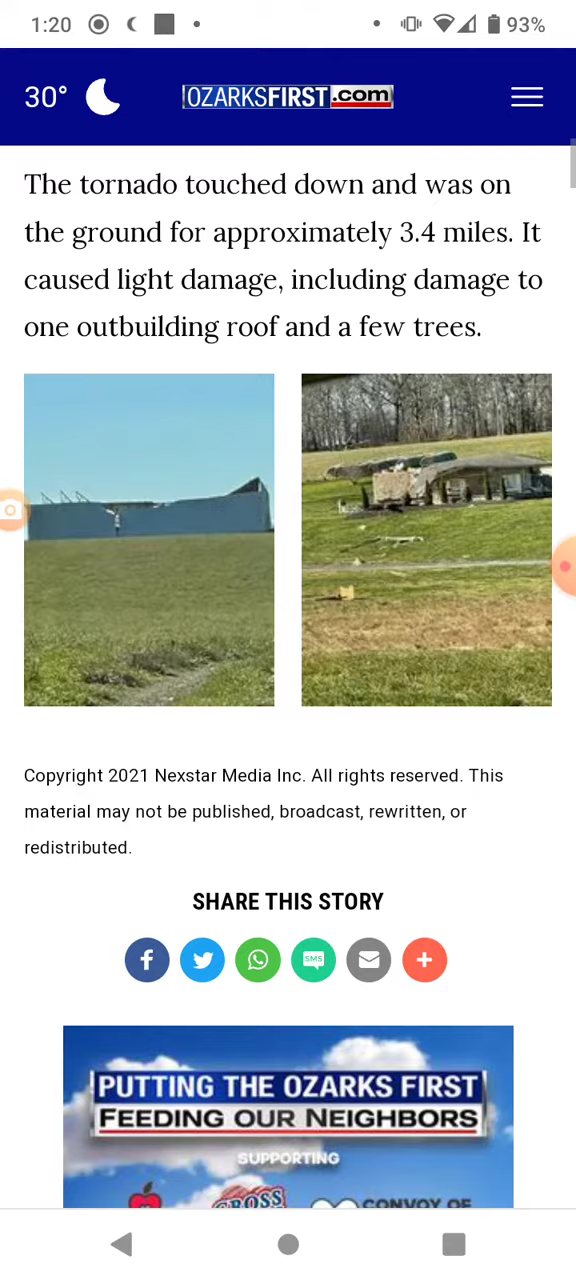 1:20
93%
30°
OZARKSFIRST.com
The tornado touched down and was on
the ground for approximately 3.4 miles. It
caused light damage, including damage to
one outbuilding roof and a few trees.
Copyright 2021 Nexstar Media Inc. All rights reserved. This
material may not be published, broadcast, rewritten, or
redistributed.
SHARE THIS STORY
SMS
PUTTING THE OZARKS FIRST
FEEDING OUR NEIGHBORS
SUPPORTING
CROSS
CONVOY OF